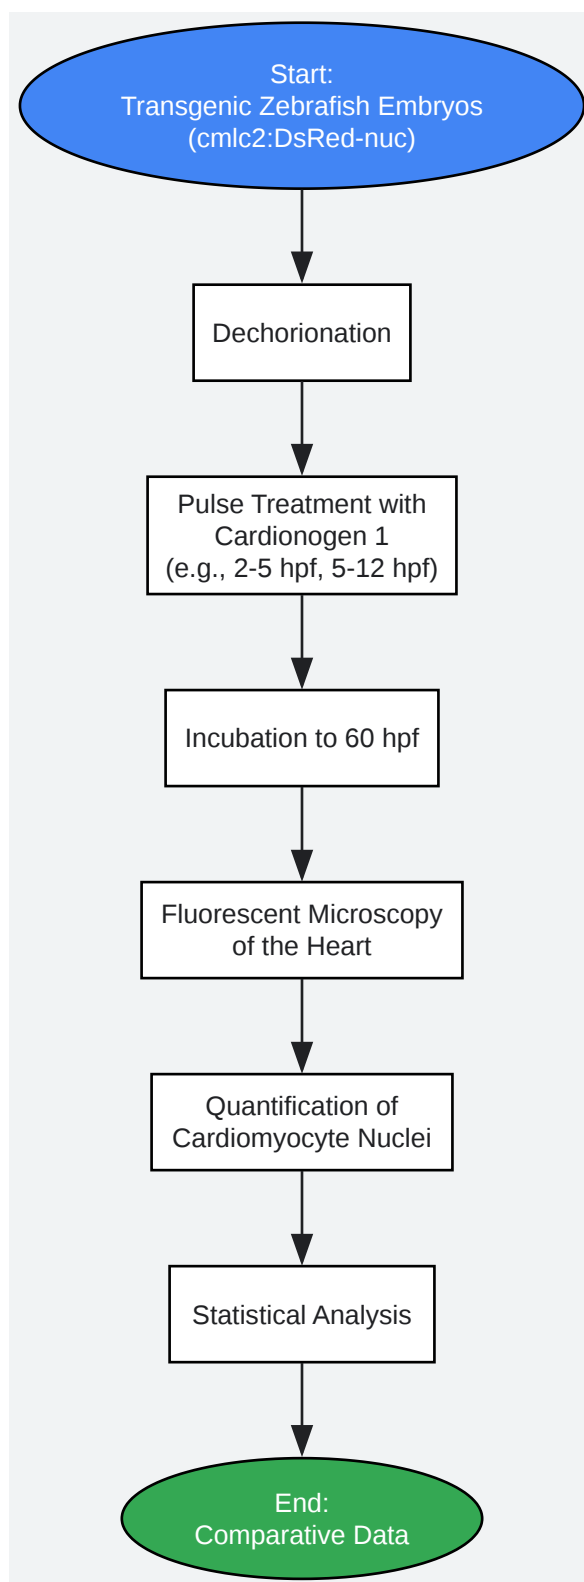 Start:
Transgenic Zebrafish Embryos
(cmlc2:DsRed-nuc)
Dechorionation
Pulse Treatment with
Cardionogen 1
(e.g., 2-5 hpf, 5-12 hpf)
Incubation to 60 hpf
Fluorescent Microscopy
of the Heart
Quantification of
Cardiomyocyte Nuclei
Statistical Analysis
End:
Comparative Data